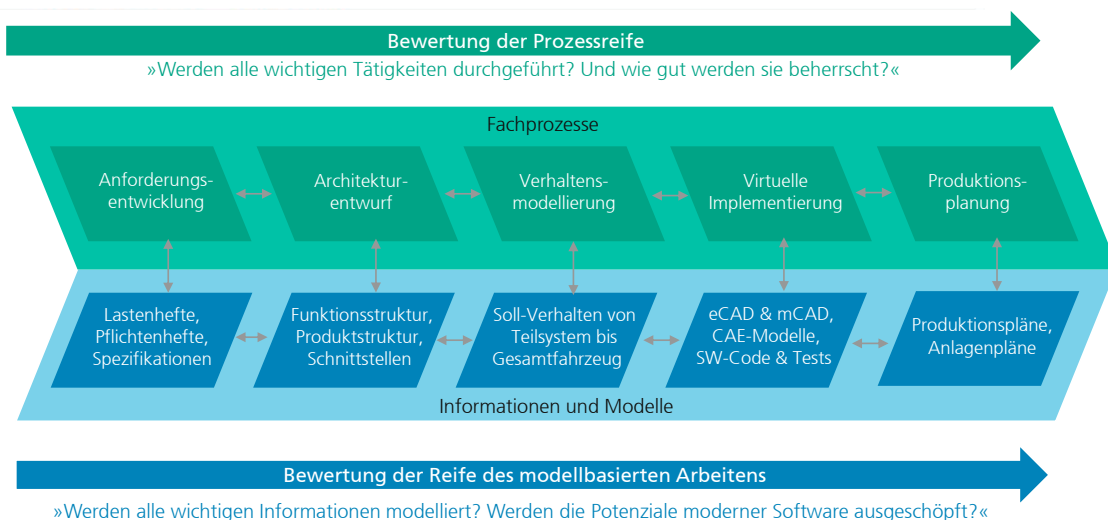 Bewertung der Prozessreife
»Werden alle wichtigen Tätigkeiten durchgeführt? Und wie gut werden sie beherrscht?«
Fachprozesse
Anforderungs-
entwicklung
Architektur-
entwurf
Verhaltens-
modellierung
Virtuelle
Implementierung
Produktions-
planung
Lastenhefte,
Pflichtenhefte,
Spezifikationen
Funktionsstruktur,
Produktstruktur,
Schnittstellen
Soll-Verhalten von
Teilsystem bis
Gesamtfahrzeug
eCAD & mCAD,
CAE-Modelle,
SW-Code & Tests
Produktionspläne,
Anlagenpläne
Informationen und Modelle
Bewertung der Reife des modellbasierten Arbeitens
»Werden alle wichtigen Informationen modelliert? Werden die Potenziale moderner Software ausgeschöpft?«